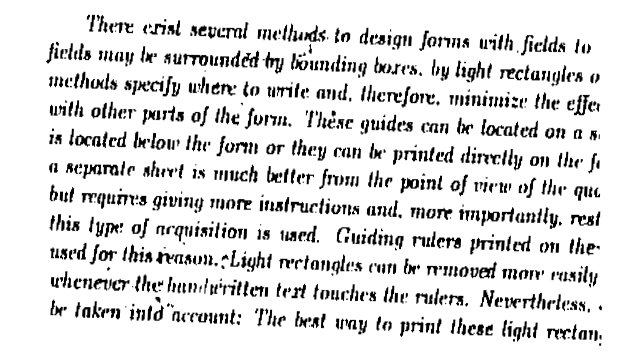 There exist several methods to design forms with fields to
fields may be surrounded by bounding boxes, by light rectangles o
methods specify where to write and, therefore, minimize the effe
with other parts of the form. These guides can be located on a s
is located below the form or they can be printed directly on the f
a separate sheet is much better from the point of view of the qua
but requires giving more instructions and, more importantly, rest
this type of acquisition is used. Guiding rulers printed on the
used for this reason. Light rectangles can be removed more easily
whenever the handwritten text touches the rulers. Nevertheless,
be taken into account: The best way to print these light rectan